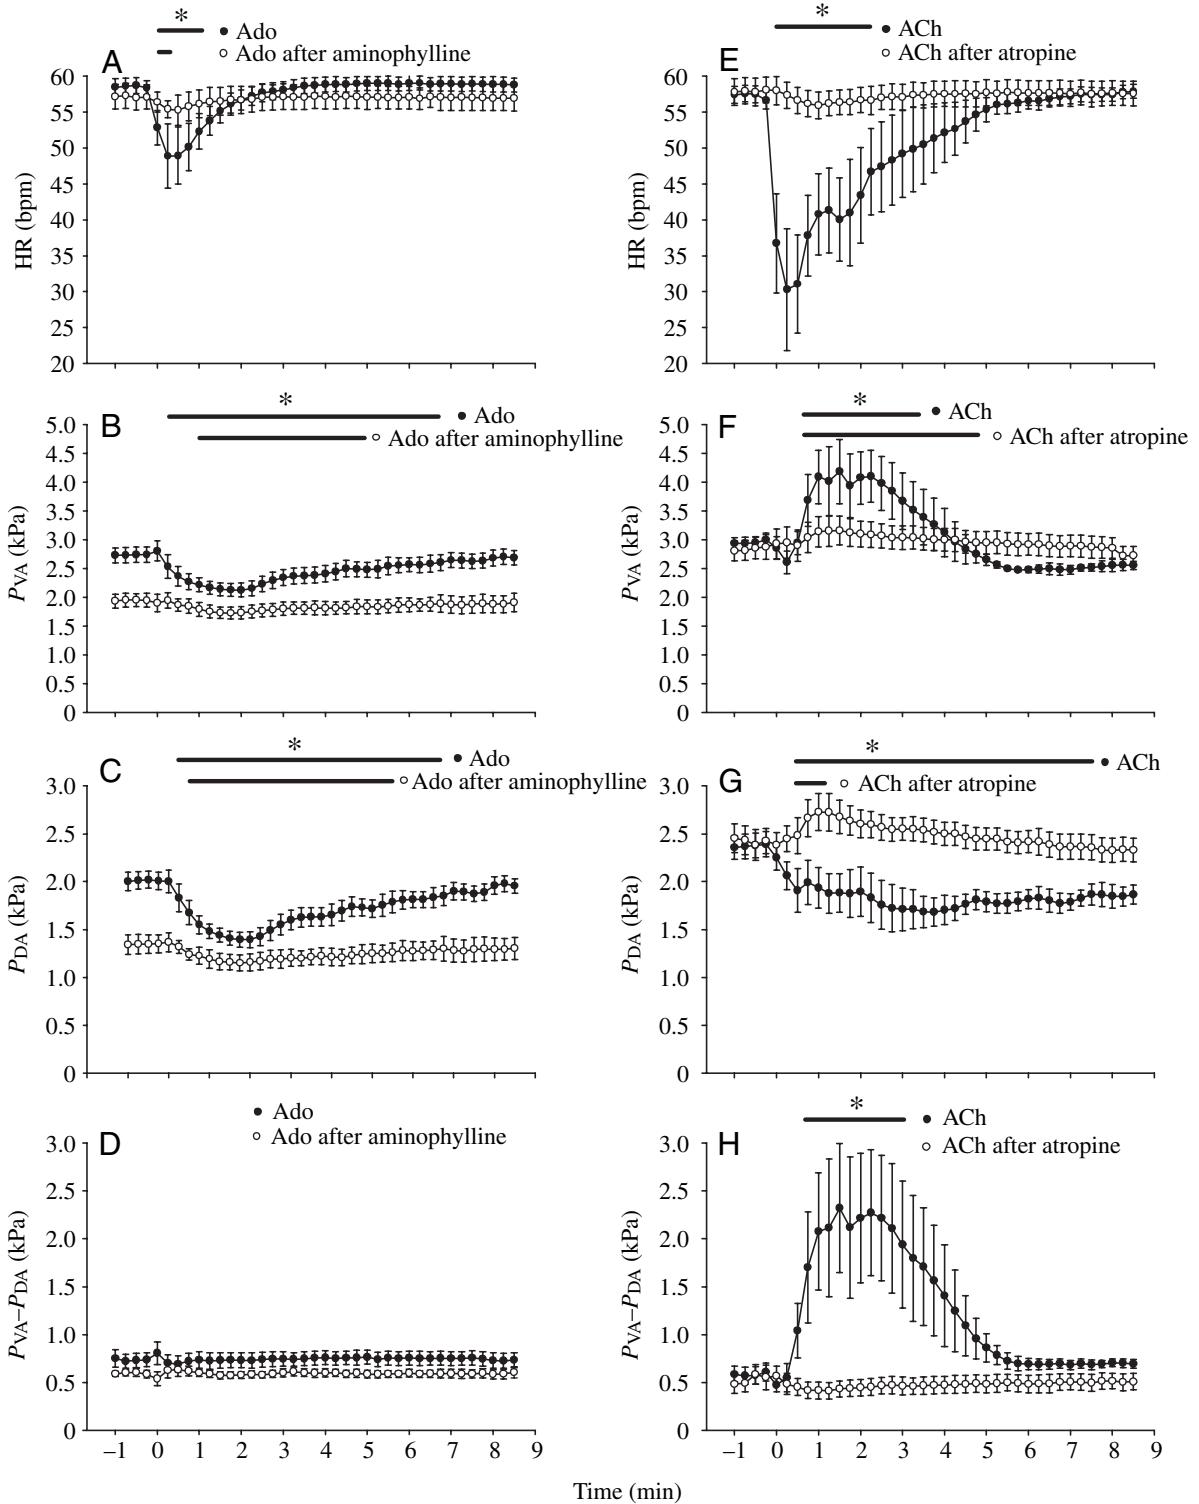 *
Ado
A
Ado after aminophylline
60
55
50
45
40
35
30
25
20
HR (bpm)
*
B
Ado
Ado after aminophylline
5.0
4.5
4.0
3.5
3.0
2.5
2.0
1.5
1.0
0.5
0
PVA (kPa)
*
C
Ado
Ado after aminophylline
3.0
2.5
2.0
1.5
1.0
0.5
0
PDA (kPa)
Ado
D
Ado after aminophylline
3.0
2.5
2.0
1.5
1.0
0.5
0
PVA–PDA (kPa)
–1 0 1 2 3 4 5 6 7 8 9
*
ACh
E
ACh after atropine
60
55
50
45
40
35
30
25
20
HR (bpm)
*
F
ACh
ACh after atropine
5.0
4.5
4.0
3.5
3.0
2.5
2.0
1.5
1.0
0.5
0
PVA (kPa)
*
G
ACh
ACh after atropine
3.0
2.5
2.0
1.5
1.0
0.5
0
PDA (kPa)
*
ACh
H
ACh after atropine
3.0
2.5
2.0
1.5
1.0
0.5
0
PVA–PDA (kPa)
–1 0 1 2 3 4 5 6 7 8 9
Time (min)